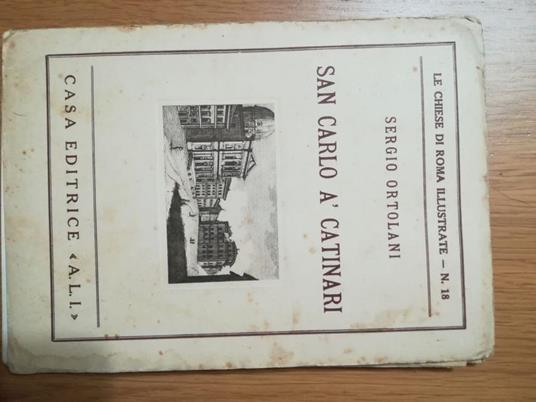 LE CHIESE DI ROMA ILLUSTRATE — N. 18
SERGIO ORTOLANI
SAN CARLO A' CATINARI
CASA EDITRICE « A.L.I.»